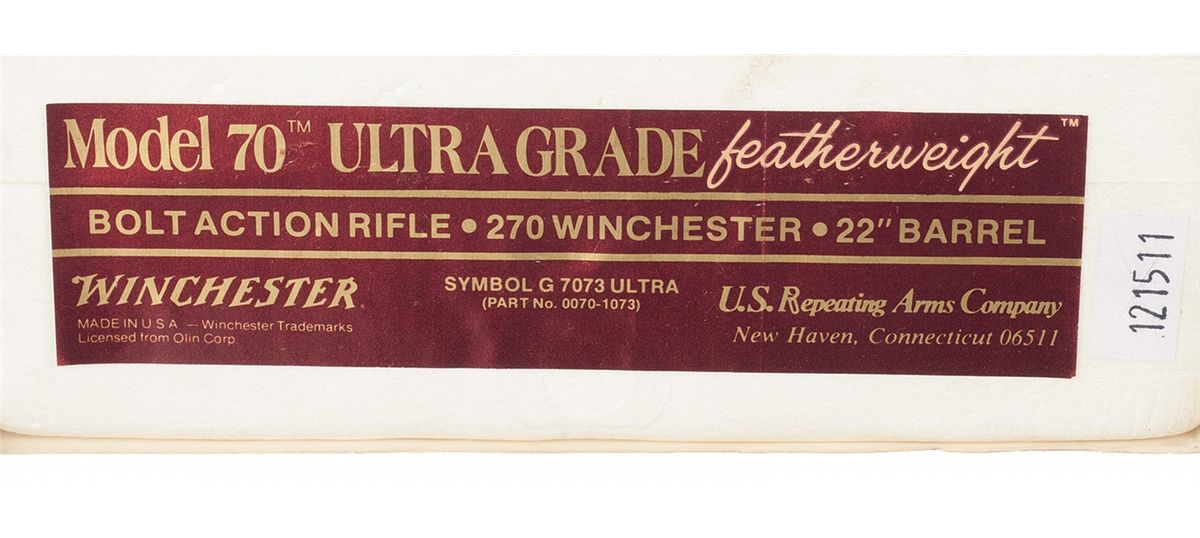 Model 70™ ULTRA GRADE featherweight™
BOLT ACTION RIFLE • 270 WINCHESTER • 22" BARREL
WINCHESTER
MADE IN U S A — Winchester Trademarks
Licensed from Olin Corp
SYMBOL G 7073 ULTRA
(PART No. 0070-1073)
U.S. Repeating Arms Company
New Haven, Connecticut 06511
121511